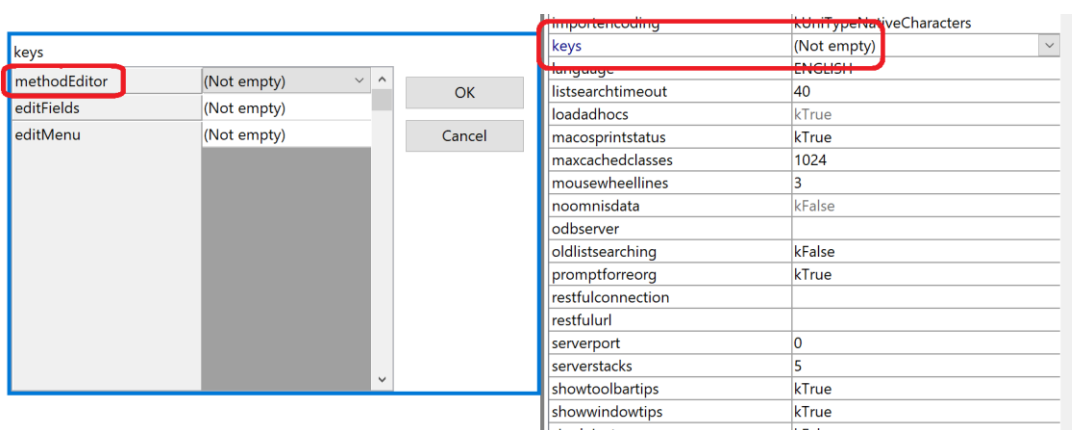 keys
methodEditor (Not empty)
editFields (Not empty)
editMenu (Not empty)
OK
Cancel
importencoding kUniTypeNativeCharacters
keys (Not empty)
language ENGLISH
listsearchtimeout 40
loadadhocs kTrue
macosprintstatus kTrue
maxcachedclasses 1024
mousewheellines 3
noomnisdata kFalse
odbserver
oldlistsearching kFalse
promptforreorg kTrue
restfulconnection
restfulurl
serverport 0
serverstacks 5
showtoolbartips kTrue
showwindowtips kTrue